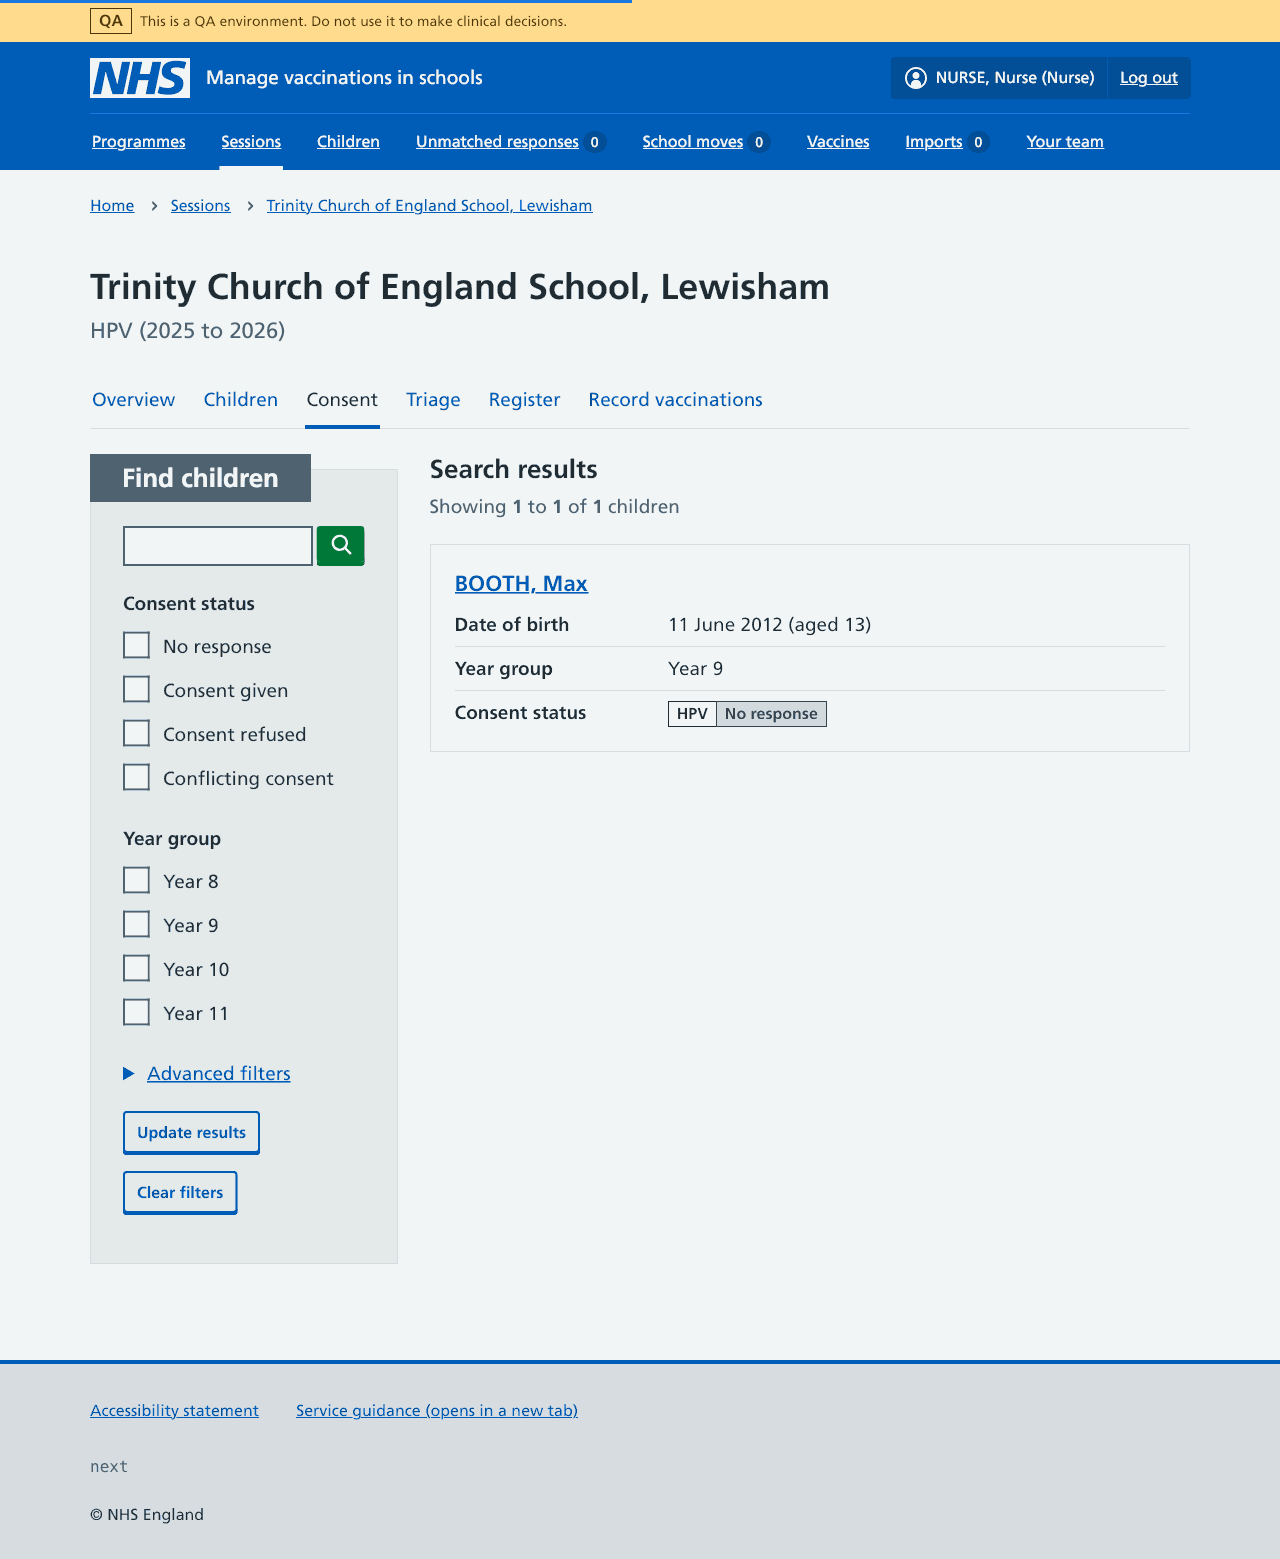 QA This is a QA environment. Do not use it to make clinical decisions.
NHS Manage vaccinations in schools NURSE, Nurse (Nurse) Log out
Programmes Sessions Children Unmatched responses 0 School moves 0 Vaccines Imports 0 Your team
Home Sessions Trinity Church of England School, Lewisham
Trinity Church of England School, Lewisham
HPV (2025 to 2026)
Overview Children Consent Triage Register Record vaccinations
Find children
Consent status
No response
Consent given
Consent refused
Conflicting consent
Year group
Year 8
Year 9
Year 10
Year 11
Advanced filters
Update results
Clear filters
Search results
Showing 1 to 1 of 1 children
BOOTH, Max
Date of birth 11 June 2012 (aged 13)
Year group Year 9
Consent status HPV No response
Accessibility statement Service guidance (opens in a new tab)
next
© NHS England